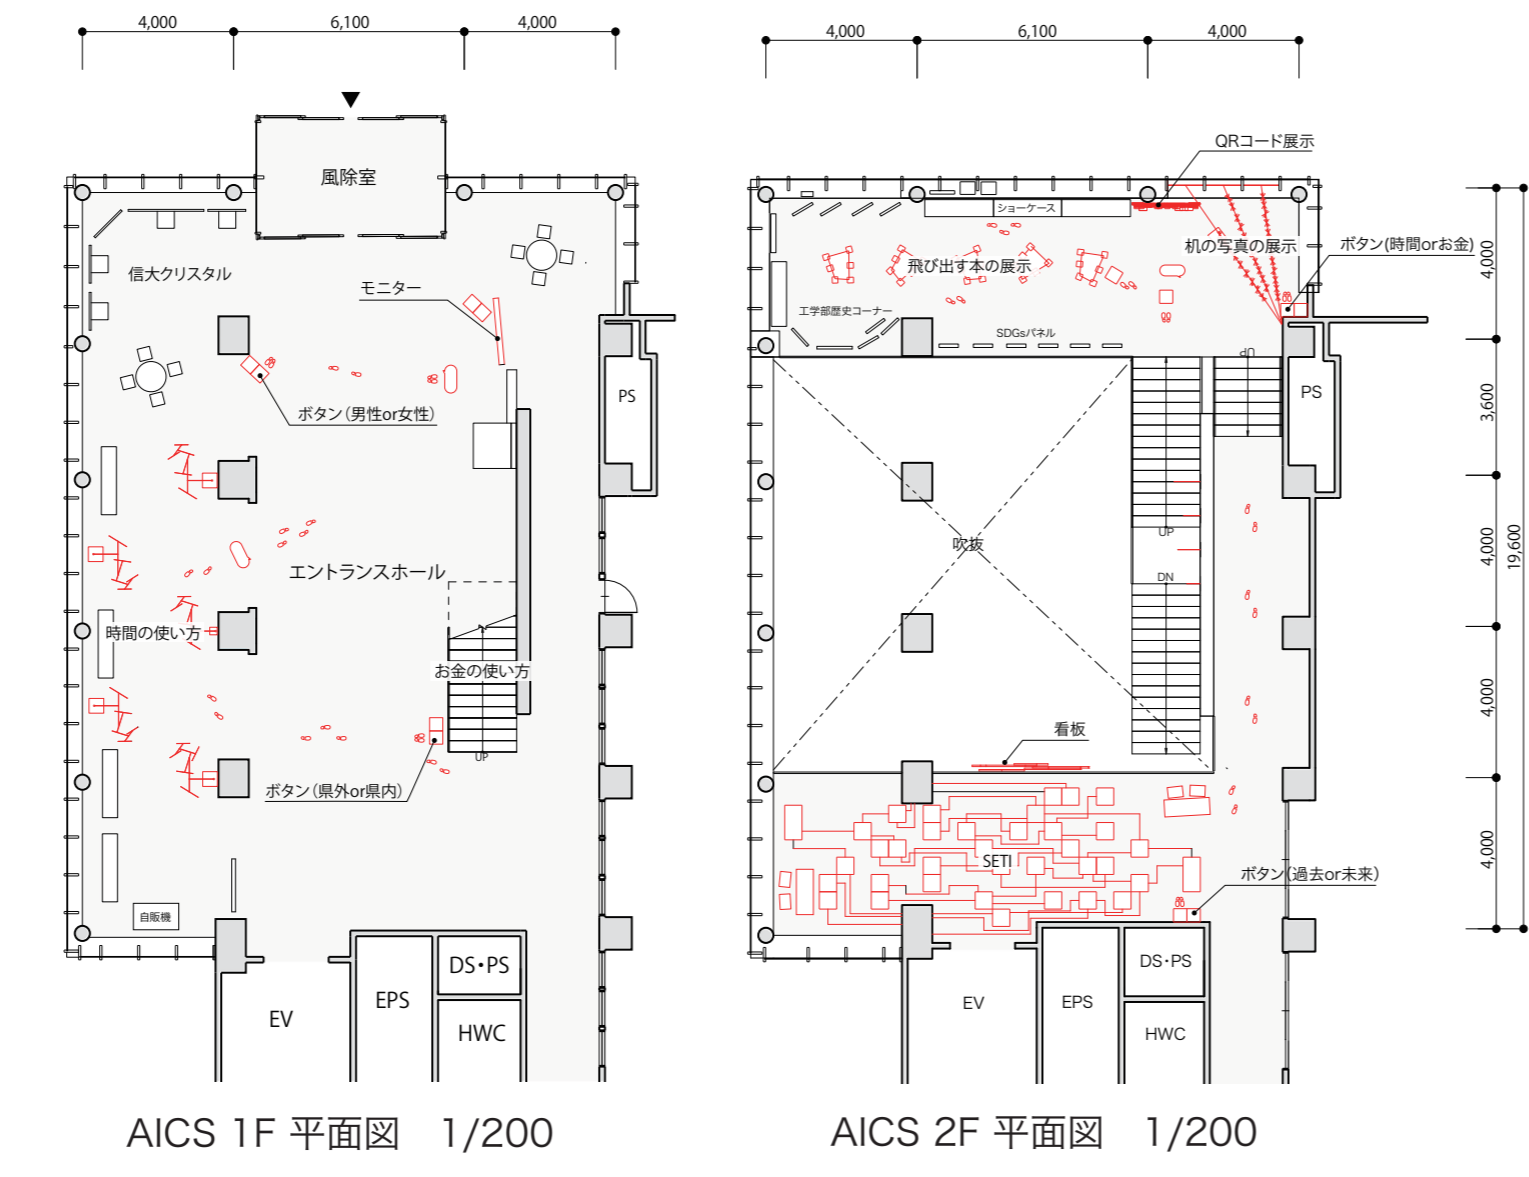 4,000
6,100
4,000
風除室
信大クリスタル
モニター
PS
ボタン（男性or女性）
エントランスホール
時間の使い方
お金の使い方
UP
ボタン（県外or県内）
自販機
DS・PS
EPS
EV
HWC
AICS 1F 平面図　1/200
4,000
6,100
4,000
QRコード展示
ショーケース
机の写真の展示
ボタン(時間orお金)
飛び出す本の展示
工学部歴史コーナー
SDGsパネル
UP
PS
吹抜
UP
DN
看板
SETI
ボタン(過去or未来)
DS・PS
EV
EPS
HWC
4,000
3,600
4,000
4,000
4,000
19,600
AICS 2F 平面図　1/200